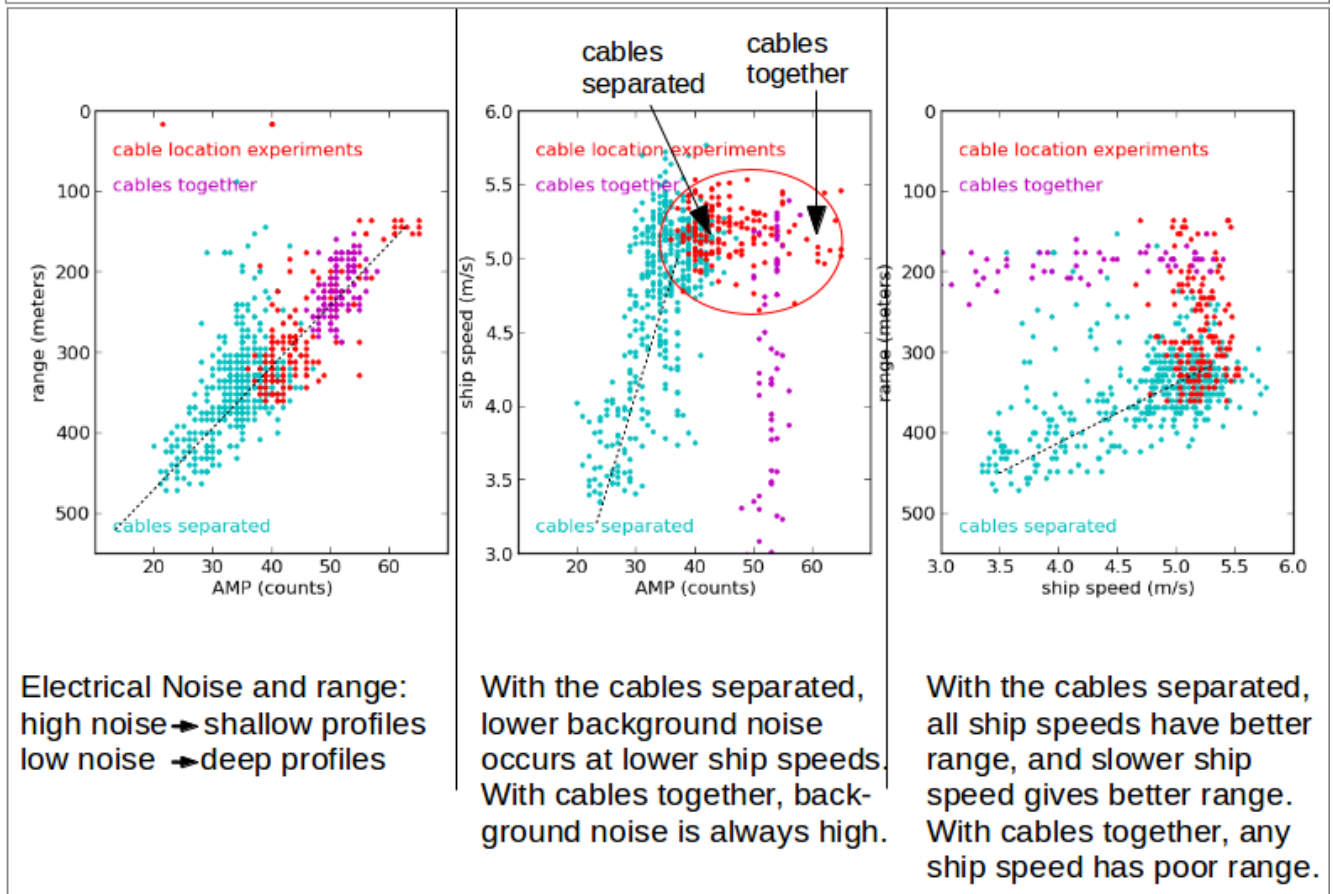 cables
separated
cables
together
0
100
200
300
400
500
range (meters)
cable location experiments
cables together
cables separated
20
30
40
50
60
AMP (counts)
6.0
5.5
5.0
4.5
4.0
3.5
3.0
ship speed (m/s)
cable location experiments
cables together
cables separated
20
30
40
50
60
AMP (counts)
0
100
200
300
400
500
range (meters)
cable location experiments
cables together
cables separated
3.0
3.5
4.0
4.5
5.0
5.5
6.0
ship speed (m/s)
Electrical Noise and range:
high noise → shallow profiles
low noise → deep profiles
With the cables separated,
lower background noise
occurs at lower ship speeds.
With cables together, back-
ground noise is always high.
With the cables separated,
all ship speeds have better
range, and slower ship
speed gives better range.
With cables together, any
ship speed has poor range.